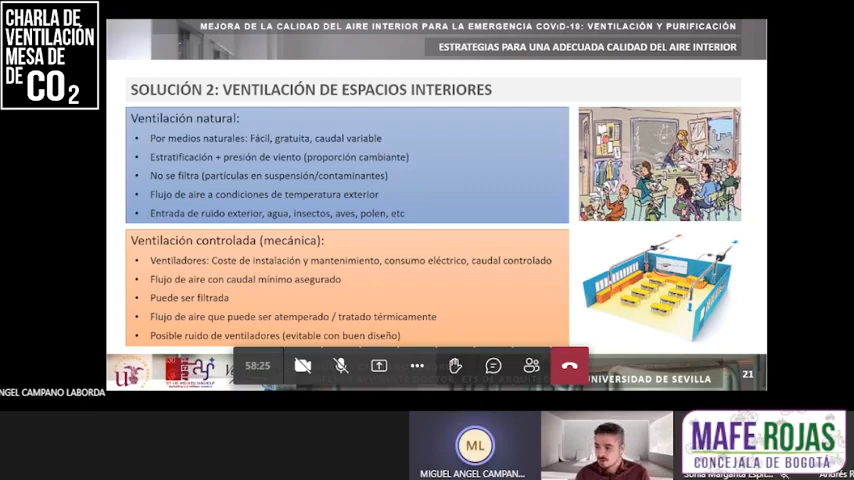 CHARLA DE
VENTILACIÓN
MESA DE
DE CO2
MEJORA DE LA CALIDAD DEL AIRE INTERIOR PARA LA EMERGENCIA COVID-19: VENTILACIÓN Y PURIFICACIÓN
ESTRATEGIAS PARA UNA ADECUADA CALIDAD DEL AIRE INTERIOR
SOLUCIÓN 2: VENTILACIÓN DE ESPACIOS INTERIORES
Ventilación natural:
• Por medios naturales: Fácil, gratuita, caudal variable
• Estratificación + presión de viento (proporción cambiante)
• No se filtra (partículas en suspensión/contaminantes)
• Flujo de aire a condiciones de temperatura exterior
• Entrada de ruido exterior, agua, insectos, aves, polen, etc
Ventilación controlada (mecánica):
• Ventiladores: Coste de instalación y mantenimiento, consumo eléctrico, caudal controlado
• Flujo de aire con caudal mínimo asegurado
• Puede ser filtrada
• Flujo de aire que puede ser atemperado / tratado térmicamente
• Posible ruido de ventiladores (evitable con buen diseño)
58:25
UNIVERSIDAD DE SEVILLA
21
NGEL CAMPANO LABORDA
ML
MIGUEL ANGEL CAMPAN...
MAFE ROJAS
CONCEJALA DE BOGOTÁ
Sonia Margarita Espit...
Andrés R